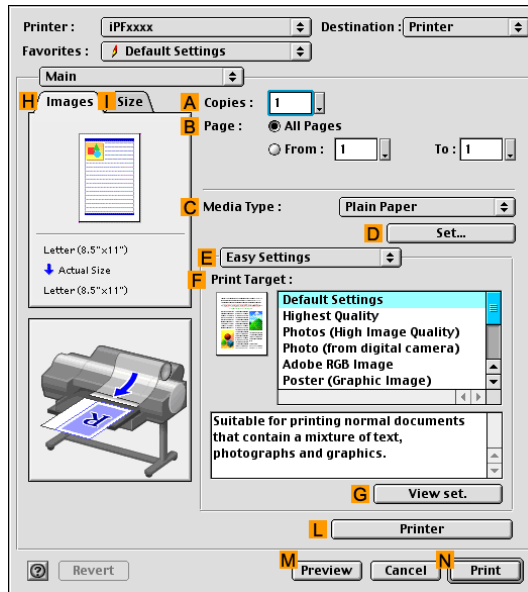 Printer : iPFxxxx Destination : Printer
Favorites : Default Settings
Main
H Images I Size
A Copies : 1
B Page : All Pages
From : 1 To : 1
C Media Type : Plain Paper
D Set...
Letter (8.5"x11")
Actual Size
Letter (8.5"x11")
E Easy Settings
F Print Target :
Default Settings
Highest Quality
Photos (High Image Quality)
Photo (from digital camera)
Adobe RGB Image
Poster (Graphic Image)
R
Suitable for printing normal documents
that contain a mixture of text,
photographs and graphics.
G View set.
L Printer
? Revert M Preview Cancel N Print